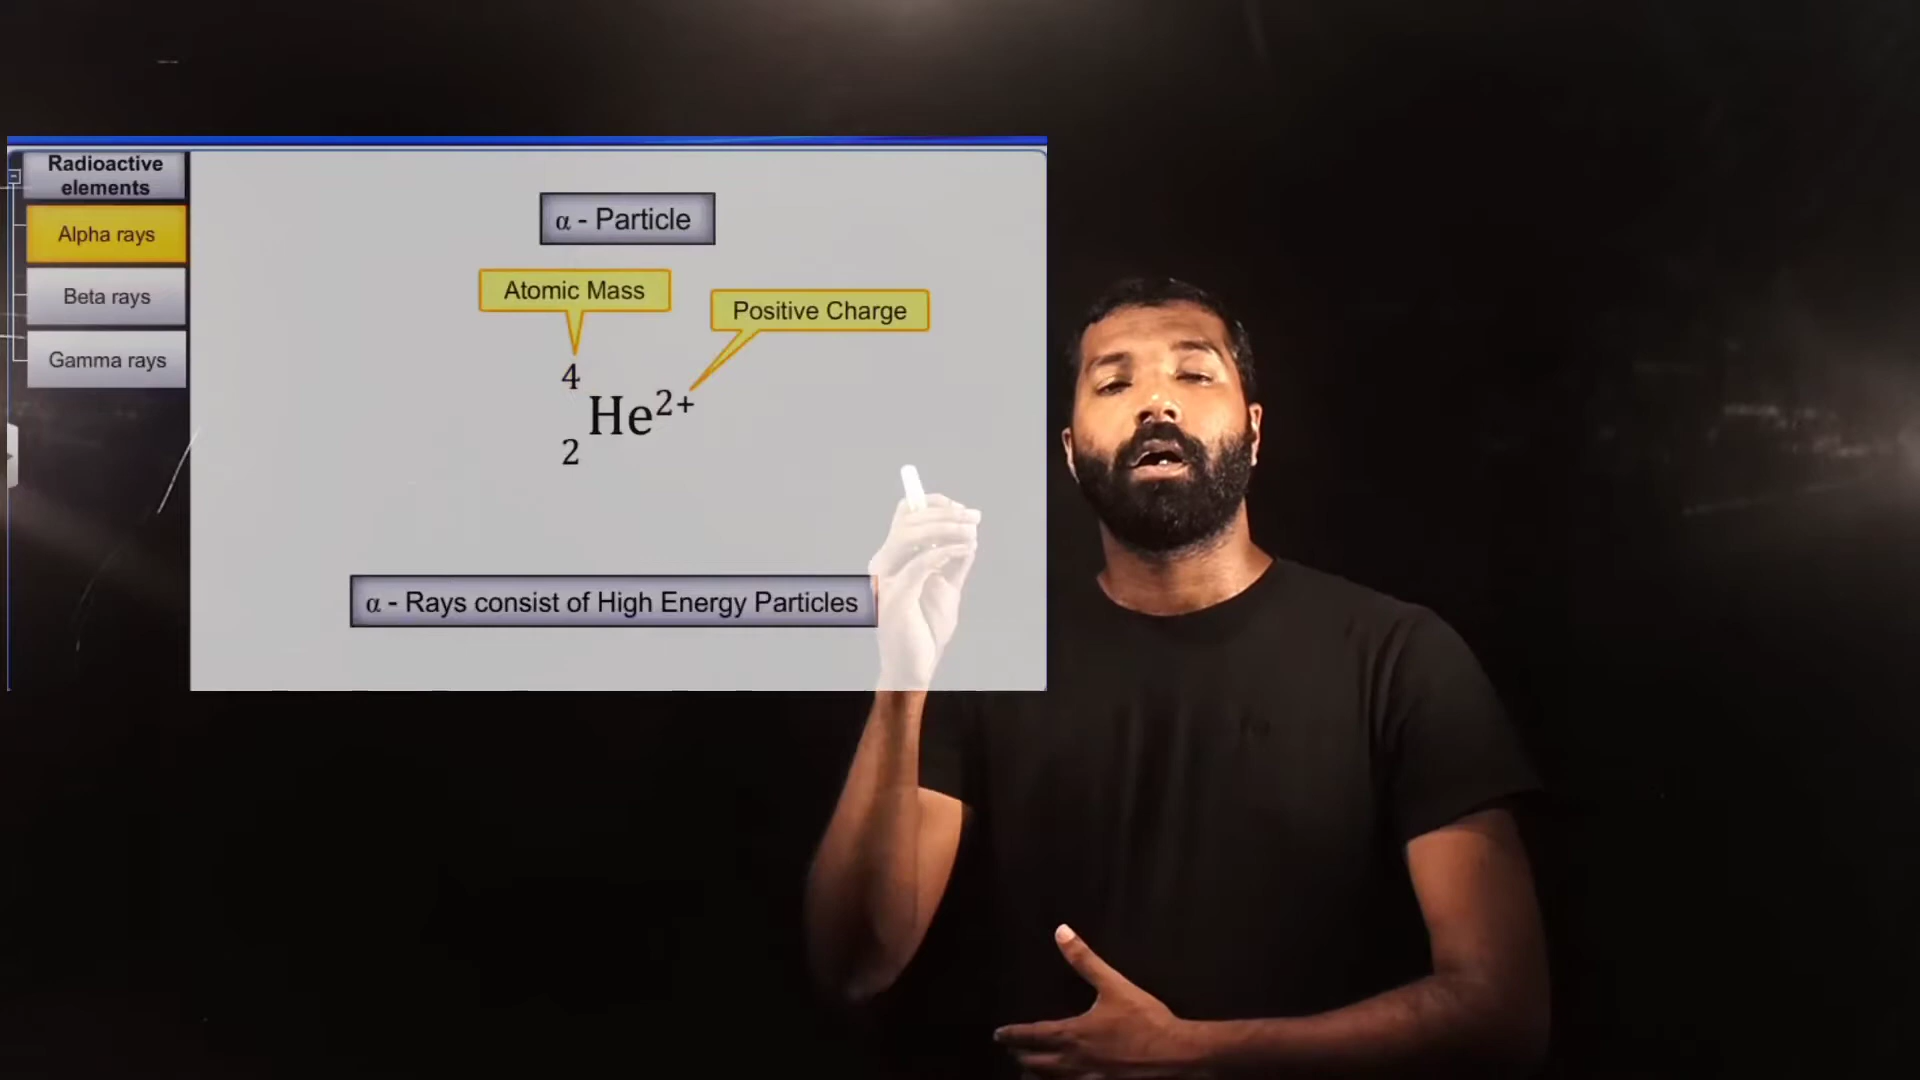 Radioactive
elements
Alpha rays
Beta rays
Gamma rays
α - Particle
Atomic Mass
Positive Charge
4
2
He2+
α - Rays consist of High Energy Particles